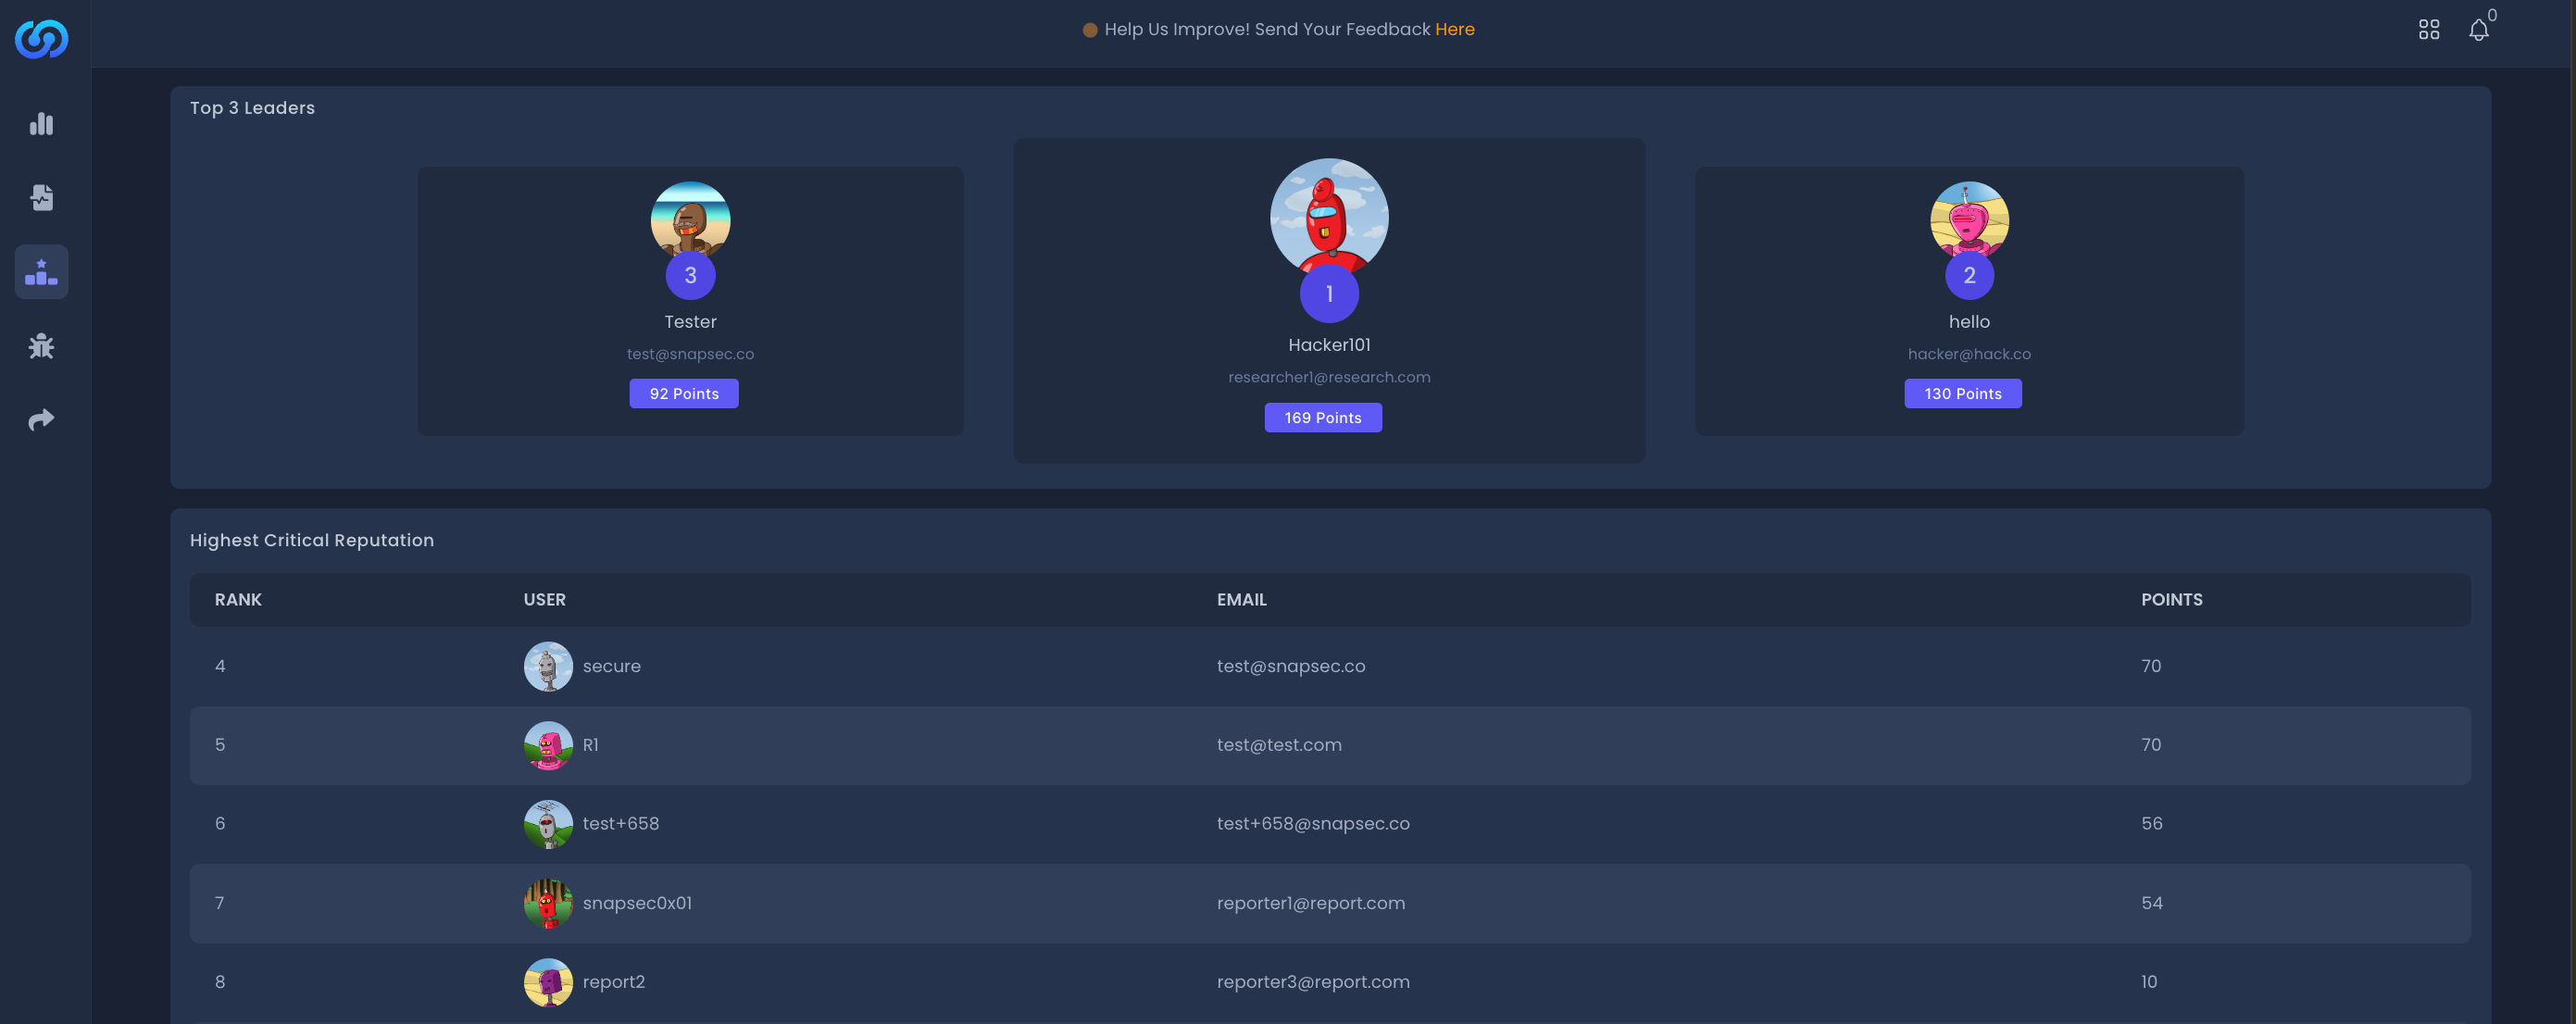 Help Us Improve! Send Your Feedback Here
0
Top 3 Leaders
3
Tester
test@snapsec.co
92 Points
1
Hacker101
researcher1@research.com
169 Points
2
hello
hacker@hack.co
130 Points
Highest Critical Reputation
RANK USER EMAIL POINTS
4 secure test@snapsec.co 70
5 R1 test@test.com 70
6 test+658 test+658@snapsec.co 56
7 snapsec0x01 reporter1@report.com 54
8 report2 reporter3@report.com 10